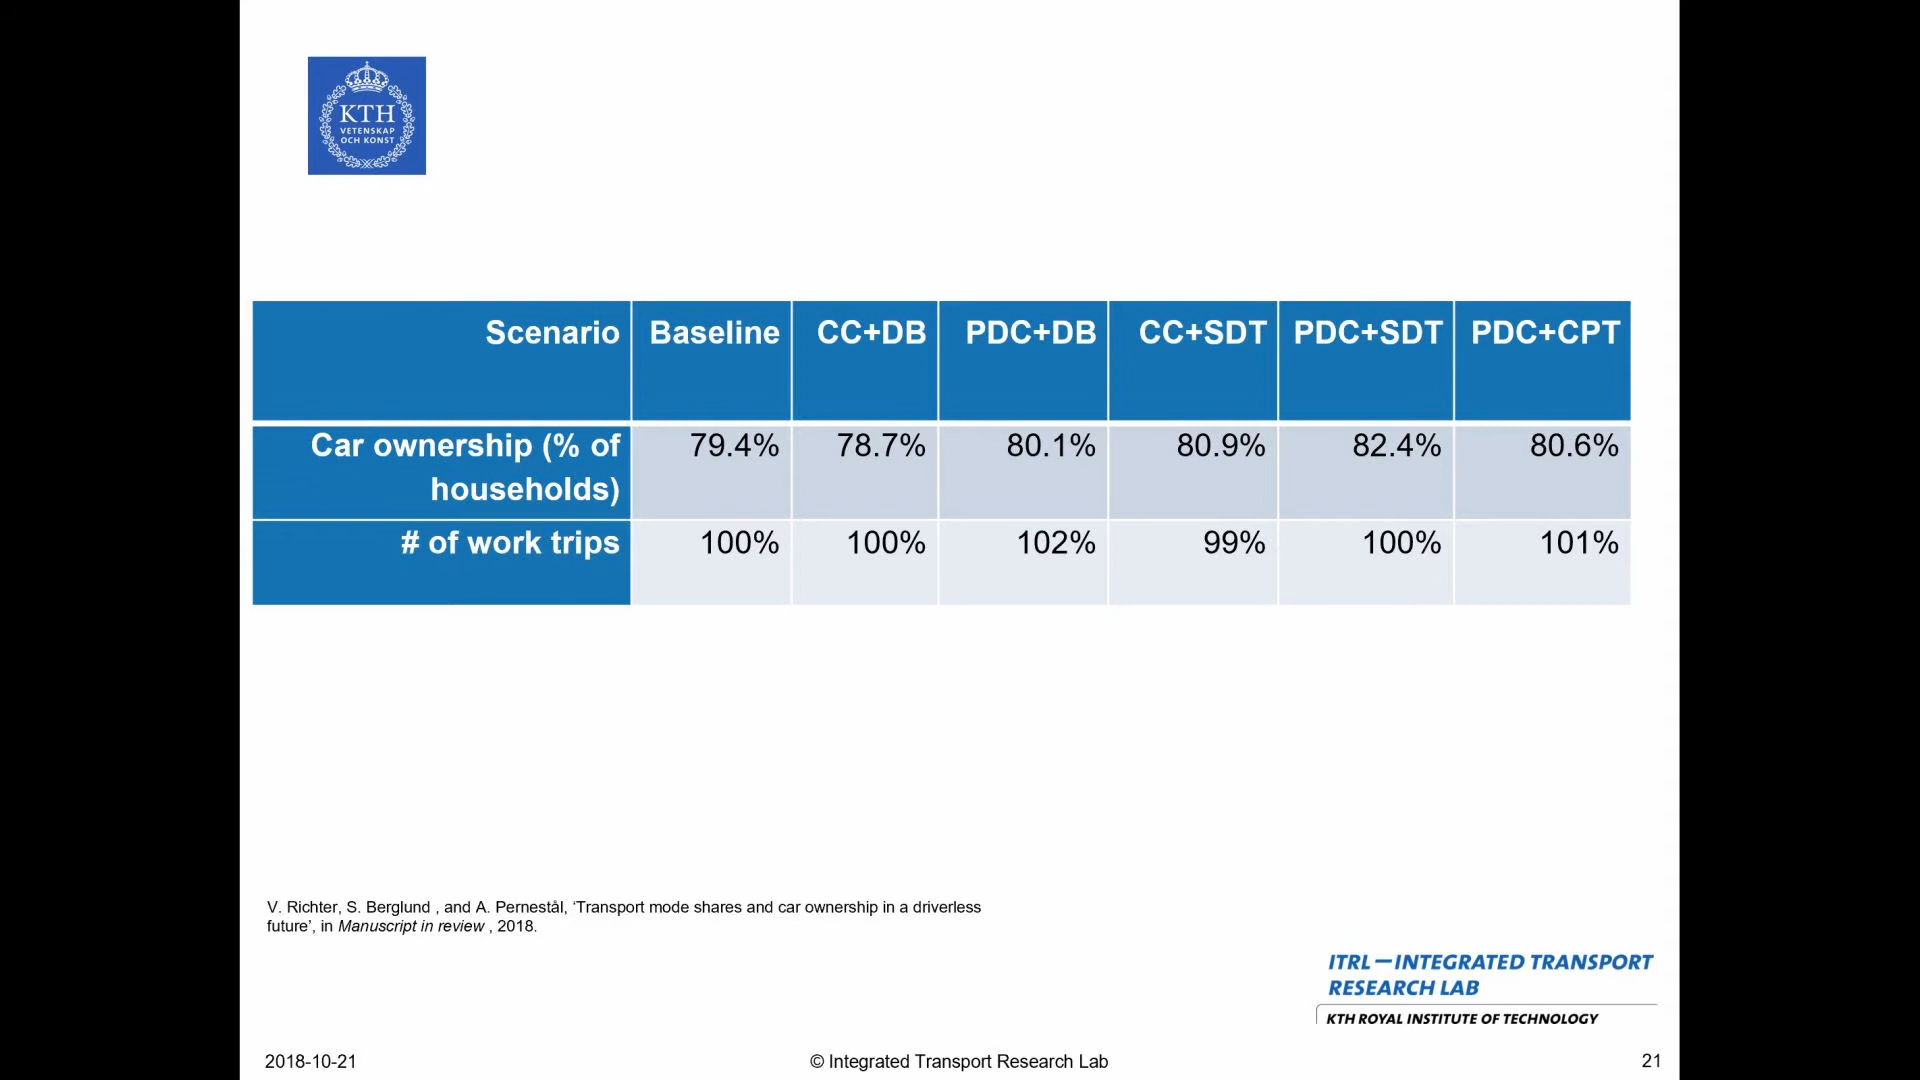 KTH
VETENSKAP
OCH KONST
Scenario Baseline CC+DB PDC+DB CC+SDT PDC+SDT PDC+CPT
Car ownership (% of
households) 79.4% 78.7% 80.1% 80.9% 82.4% 80.6%
# of work trips 100% 100% 102% 99% 100% 101%
V. Richter, S. Berglund , and A. Pernestål, ‘Transport mode shares and car ownership in a driverless
future’, in Manuscript in review , 2018.
ITRL — INTEGRATED TRANSPORT
RESEARCH LAB
KTH ROYAL INSTITUTE OF TECHNOLOGY
2018-10-21 © Integrated Transport Research Lab 21